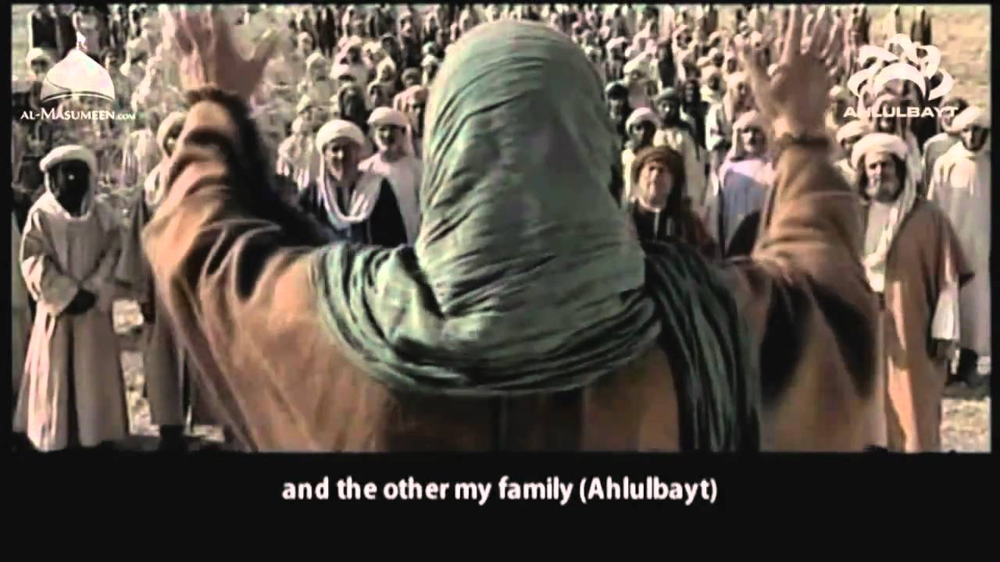 AL-MASUMEEN.COM
AHLULBAYT
and the other my family (Ahlulbayt)